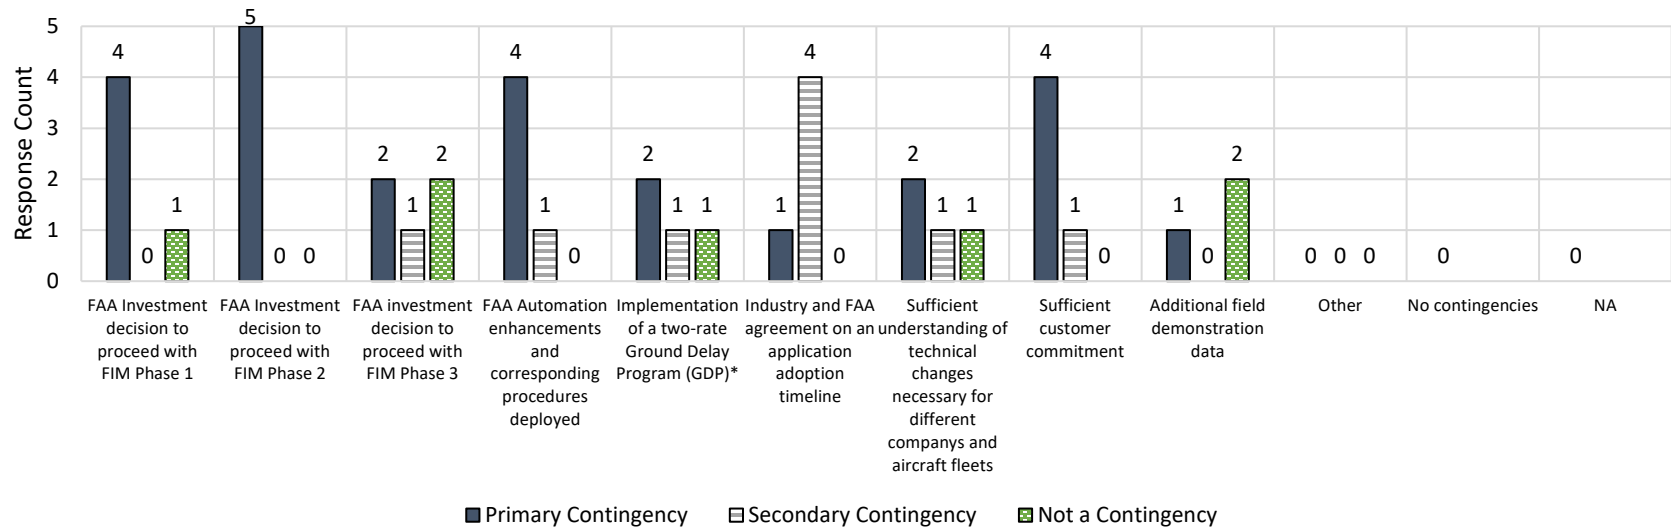 Response Count
5
4
3
2
1
0
4
0
1
5
0
0
2
1
2
4
1
0
2
1
1
1
4
0
2
1
1
4
1
0
1
0
2
0
0
0
0
0
FAA Investment
decision to
proceed with
FIM Phase 1
FAA Investment
decision to
proceed with
FIM Phase 2
FAA investment
decision to
proceed with
FIM Phase 3
FAA Automation
enhancements
and
corresponding
procedures
deployed
Implementation
of a two-rate
Ground Delay
Program (GDP)*
Industry and FAA
agreement on an
application
adoption
timeline
Sufficient
understanding of
technical
changes
necessary for
different
companys and
aircraft fleets
Sufficient
customer
commitment
Additional field
demonstration
data
Other
No contingencies
NA
Primary Contingency
Secondary Contingency
Not a Contingency